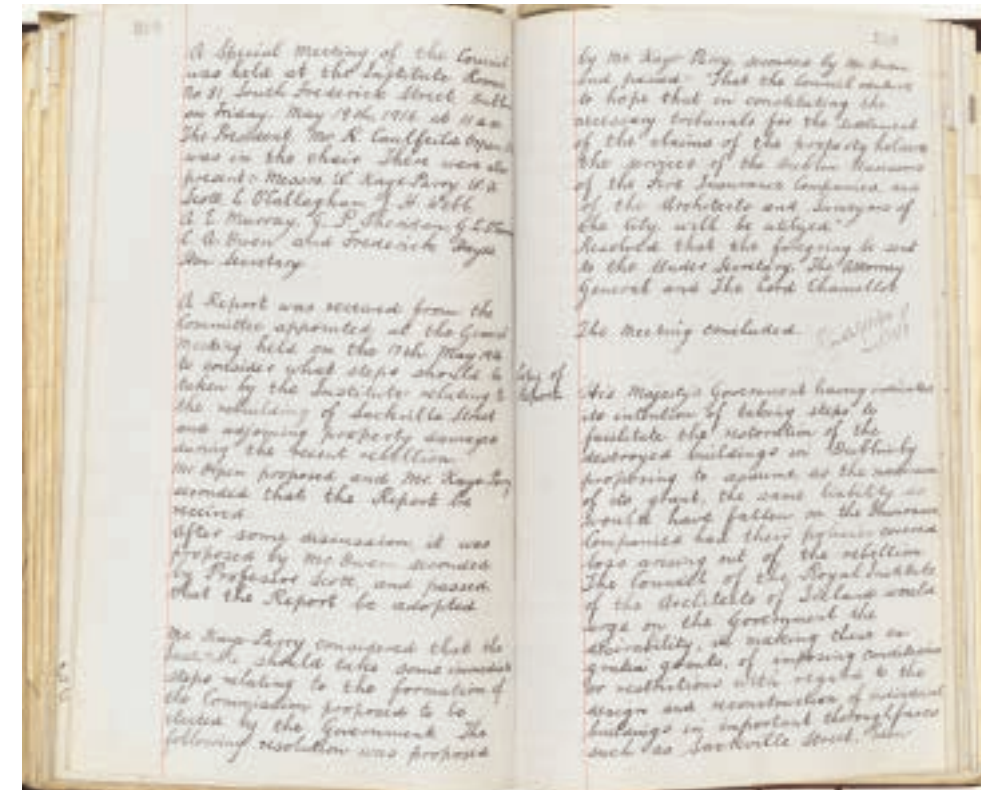 A Special Meeting of the Council
was held at the Institute Rooms
No 31 South Frederick Street
on Friday May 19th 1916 at 11 am
The President Mr R. Caulfeild Orpen
was in the chair There were also
present: Messrs W Kaye-Parry W A
Scott L O'Callaghan F. H. Webb
A E Murray, G. P. Sheridan
L A Owen and Frederick Hayes
Hon Secretary
A Report was received from the
Committee appointed at the General
Meeting held on the May 1916
to consider what steps should be
taken by the Institute relating to
the rebuilding of Sackville Street
and adjoining property damaged
during the recent rebellion.
Mr Orpen proposed and Mr. Kaye-Parry
seconded that the Report be
received
After some discussion it was
proposed by Mr Owen seconded
by Professor Scott, and passed
that the Report be adopted
Mr Kaye-Parry considered that the
should take some immediate
steps relating to the formation of
the Commission proposed to be
elected by the Government The
following resolution was proposed
by Mr Kaye Parry, seconded by Mr Owen
and passed That the Council venture
to hope that in constituting the
necessary tribunals for the settlement
of the claims of the property holders
the services of the Dublin Managers
of the Fire Insurance Companies and
of the Architects and Surveyors of
the City will be utilized
Resolved that the foregoing be sent
to the Under Secretary, The Attorney
General and The Lord Chancellor
The meeting concluded
Copy of
Report
His Majesty's Government having indicated
its intention of taking steps to
facilitate the restoration of the
destroyed buildings in Dublin by
proposing to assume as the
of its grant, the same liability as
would have fallen on the Insurance
Companies had their policies covered
loss arising out of the rebellion
The Council of the Royal Institute
of the Architects of Ireland would
urge on the Government the
desirability, in making these ex
gratia grants, of imposing conditions
or restrictions with regard to the
design and reconstruction of individual
buildings in important thoroughfares
such as Sackville Street,